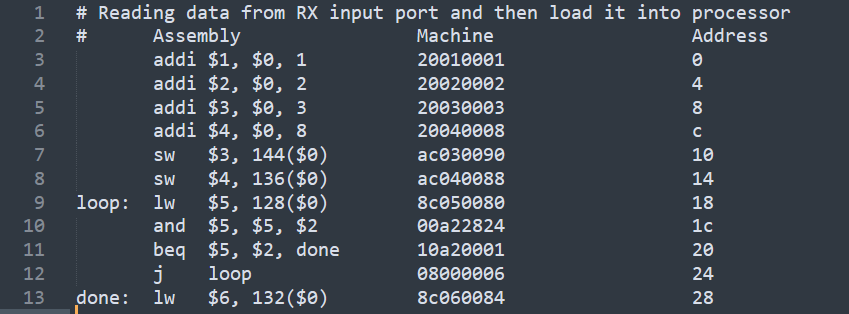 1 # Reading data from RX input port and then load it into processor
2 # Assembly Machine Address
3 addi $1, $0, 1 20010001 0
4 addi $2, $0, 2 20020002 4
5 addi $3, $0, 3 20030003 8
6 addi $4, $0, 8 20040008 c
7 sw $3, 144($0) ac030090 10
8 sw $4, 136($0) ac040088 14
9 loop: lw $5, 128($0) 8c050080 18
10 and $5, $5, $2 00a22824 1c
11 beq $5, $2, done 10a20001 20
12 j loop 08000006 24
13 done: lw $6, 132($0) 8c060084 28